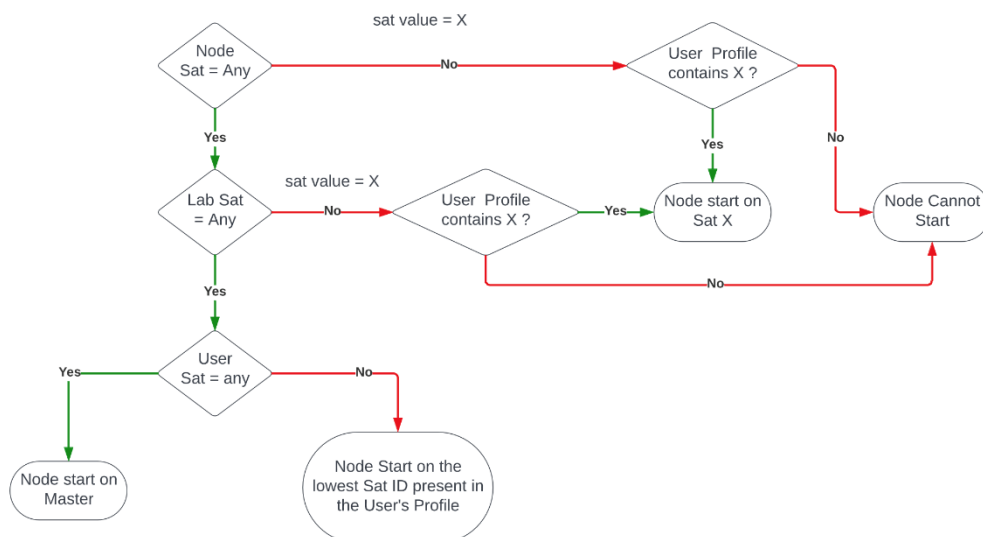 sat value = X
Node
Sat = Any
No
User  Profile
contains X ?
Yes
Yes
No
Lab Sat
= Any
sat value = X
No
User  Profile
contains X ?
Yes
Node start on
Sat X
Node Cannot
Start
Yes
No
User
Sat = any
Yes
No
Node start on
Master
Node Start on the
lowest Sat ID present in
the User's Profile